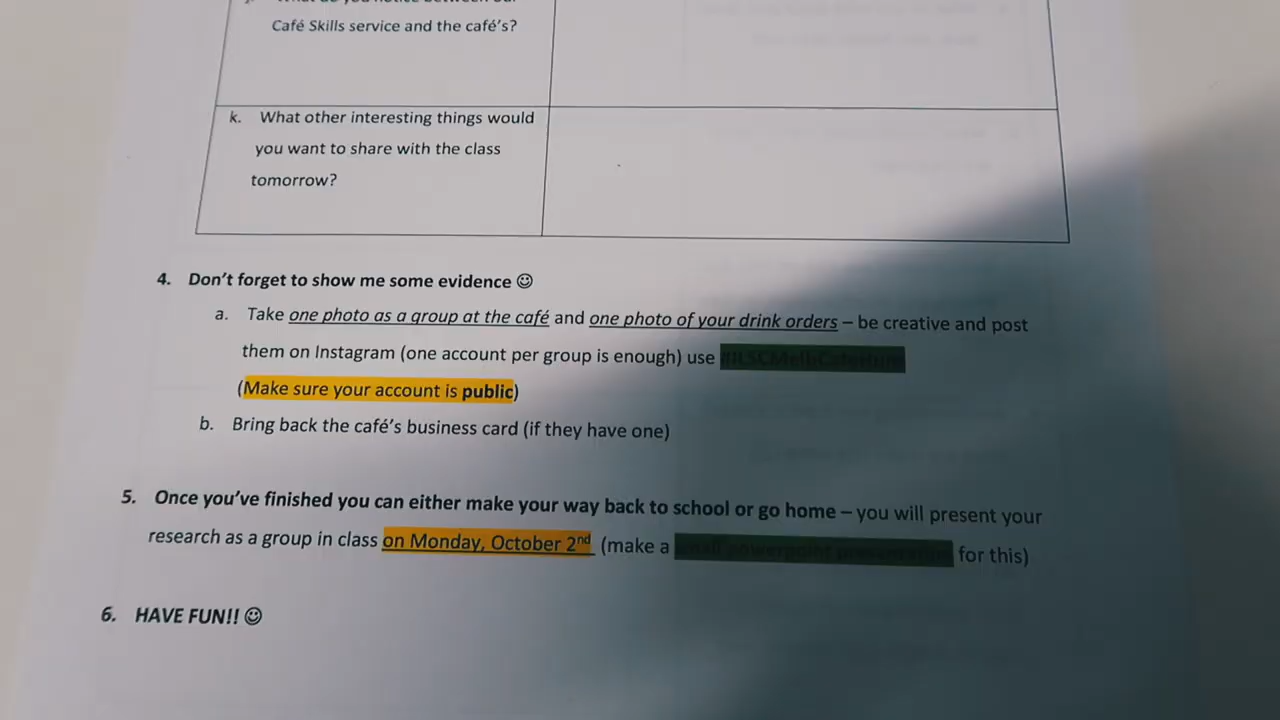 Café Skills service and the café's?
k. What other interesting things would
you want to share with the class
tomorrow?
4. Don't forget to show me some evidence ☺
a. Take one photo as a group at the café and one photo of your drink orders – be creative and post
them on Instagram (one account per group is enough) use
(Make sure your account is public)
b. Bring back the café's business card (if they have one)
5. Once you've finished you can either make your way back to school or go home – you will present your
research as a group in class on Monday, October 2nd (make a small powerpoint presentation for this)
6. HAVE FUN!! ☺